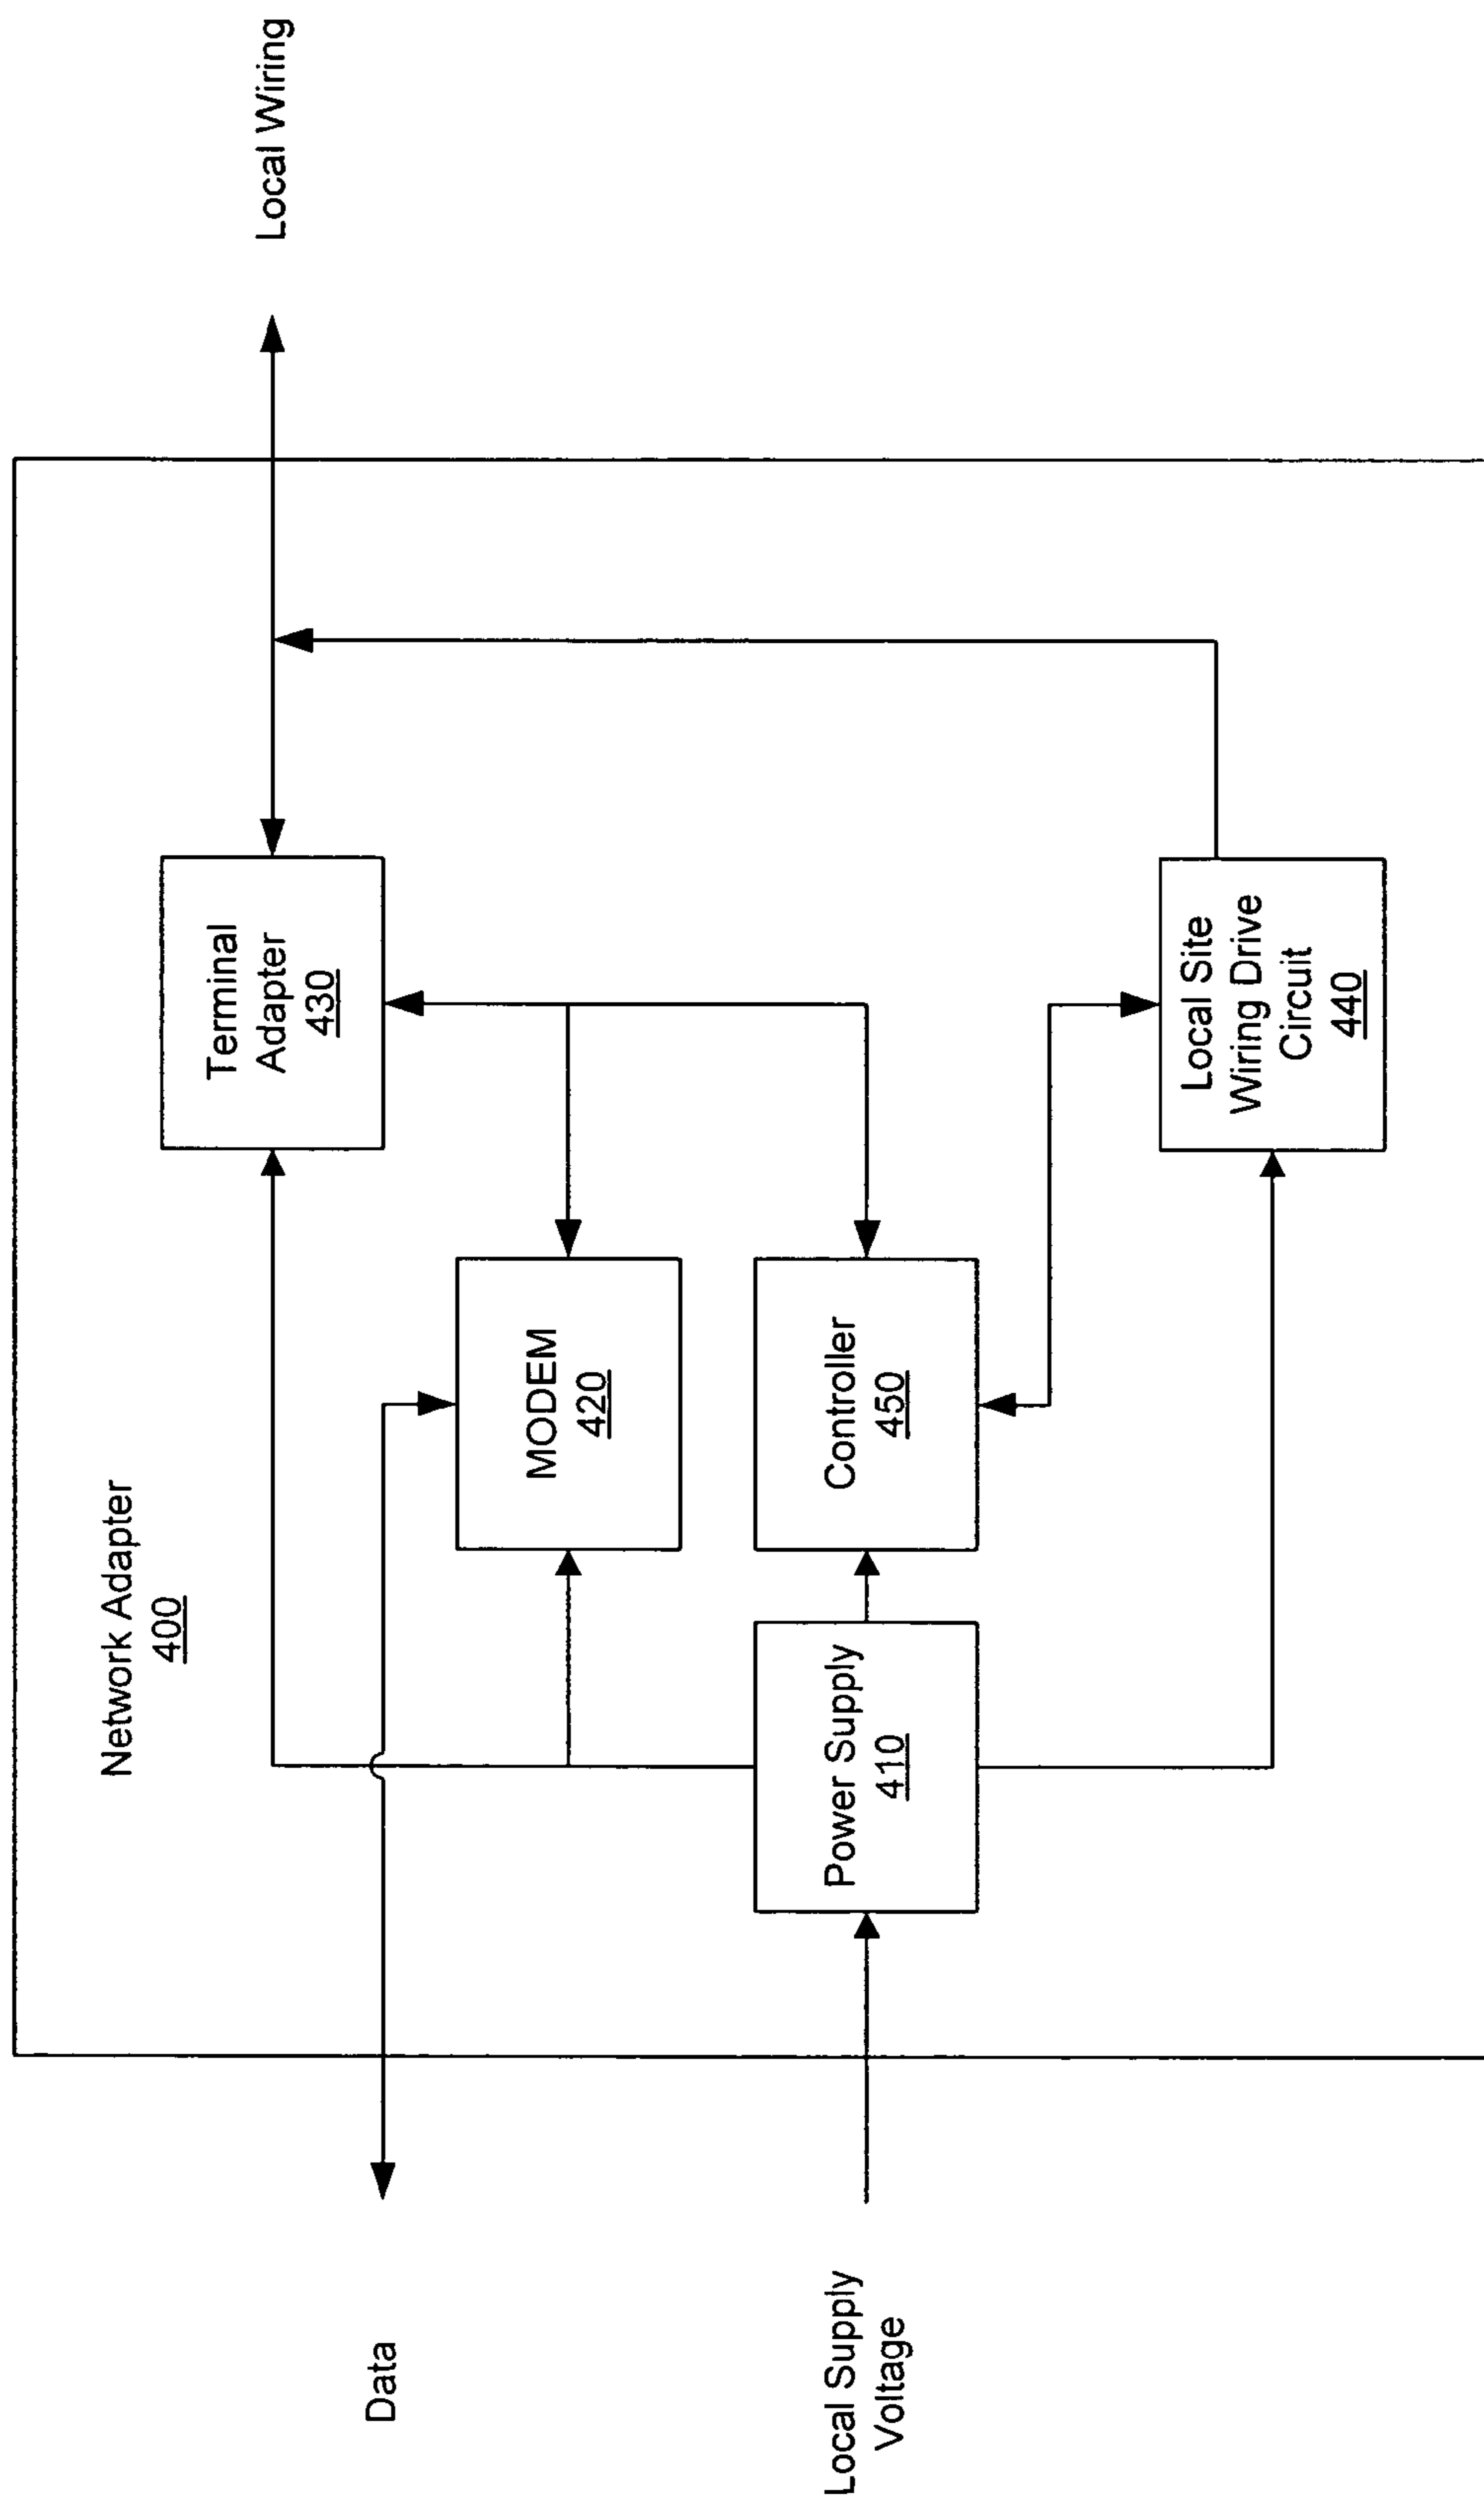 Network Adapter
400
Terminal
Adapter
430
Local Wiring
Data
MODEM
420
Local Supply
Voltage
Power Supply
410
Controller
450
Local Site
Wiring Drive
Circuit
440